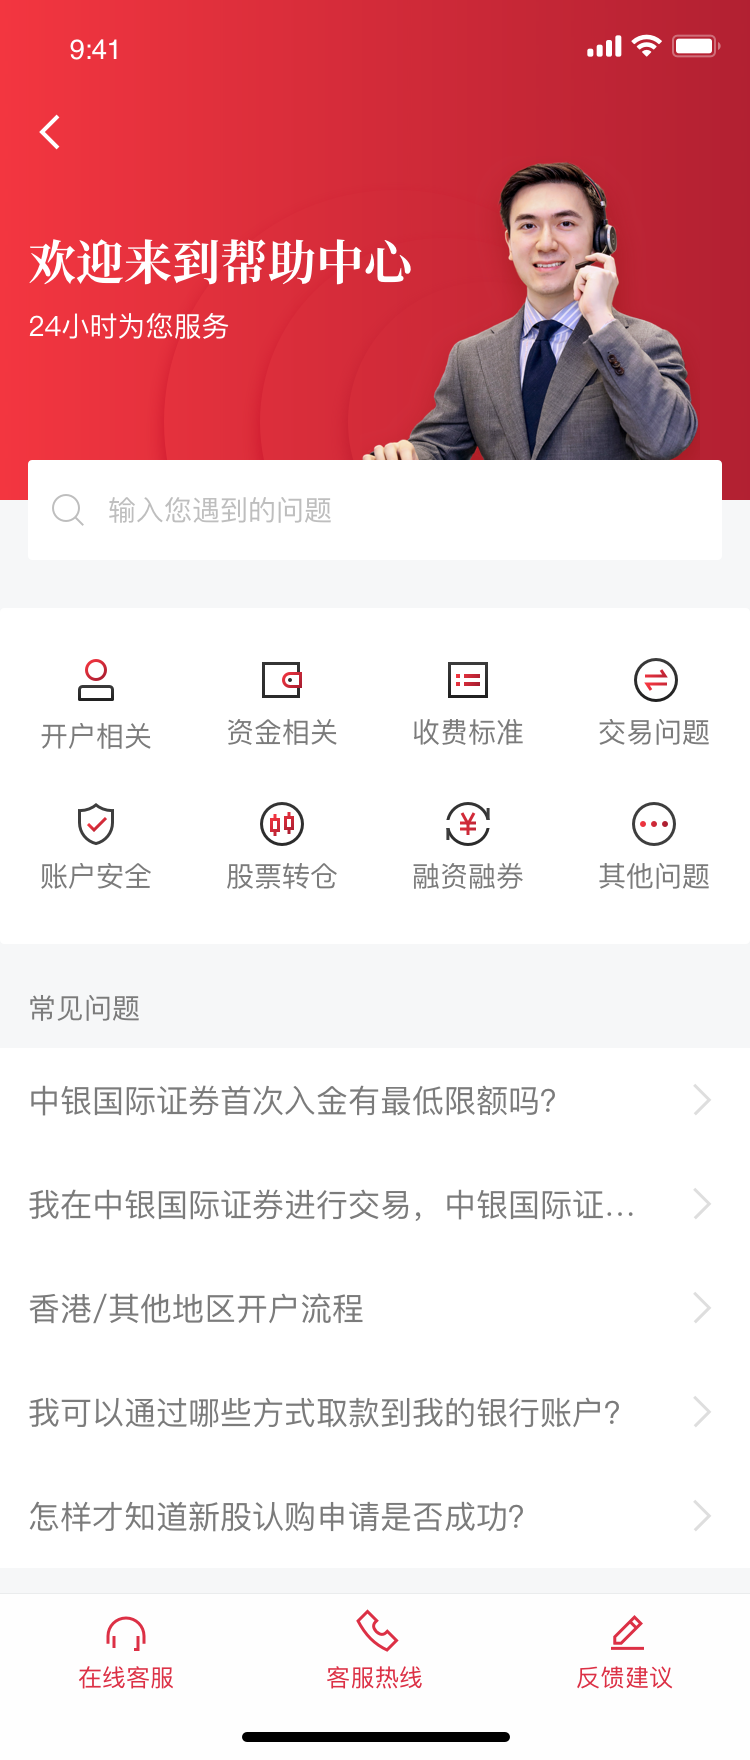 9:41
欢迎来到帮助中心
24小时为您服务
输入您遇到的问题
开户相关 资金相关 收费标准 交易问题
账户安全 股票转仓 融资融券 其他问题
常见问题
中银国际证券首次入金有最低限额吗?
我在中银国际证券进行交易，中银国际证...
香港/其他地区开户流程
我可以通过哪些方式取款到我的银行账户?
怎样才知道新股认购申请是否成功?
在线客服 客服热线 反馈建议